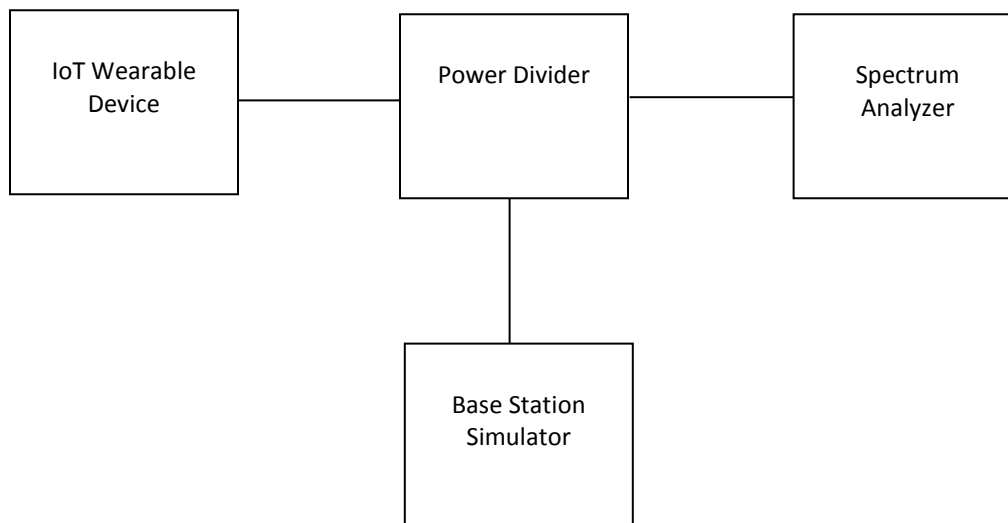 IoT Wearable
Device
Power Divider
Spectrum
Analyzer
Base Station
Simulator